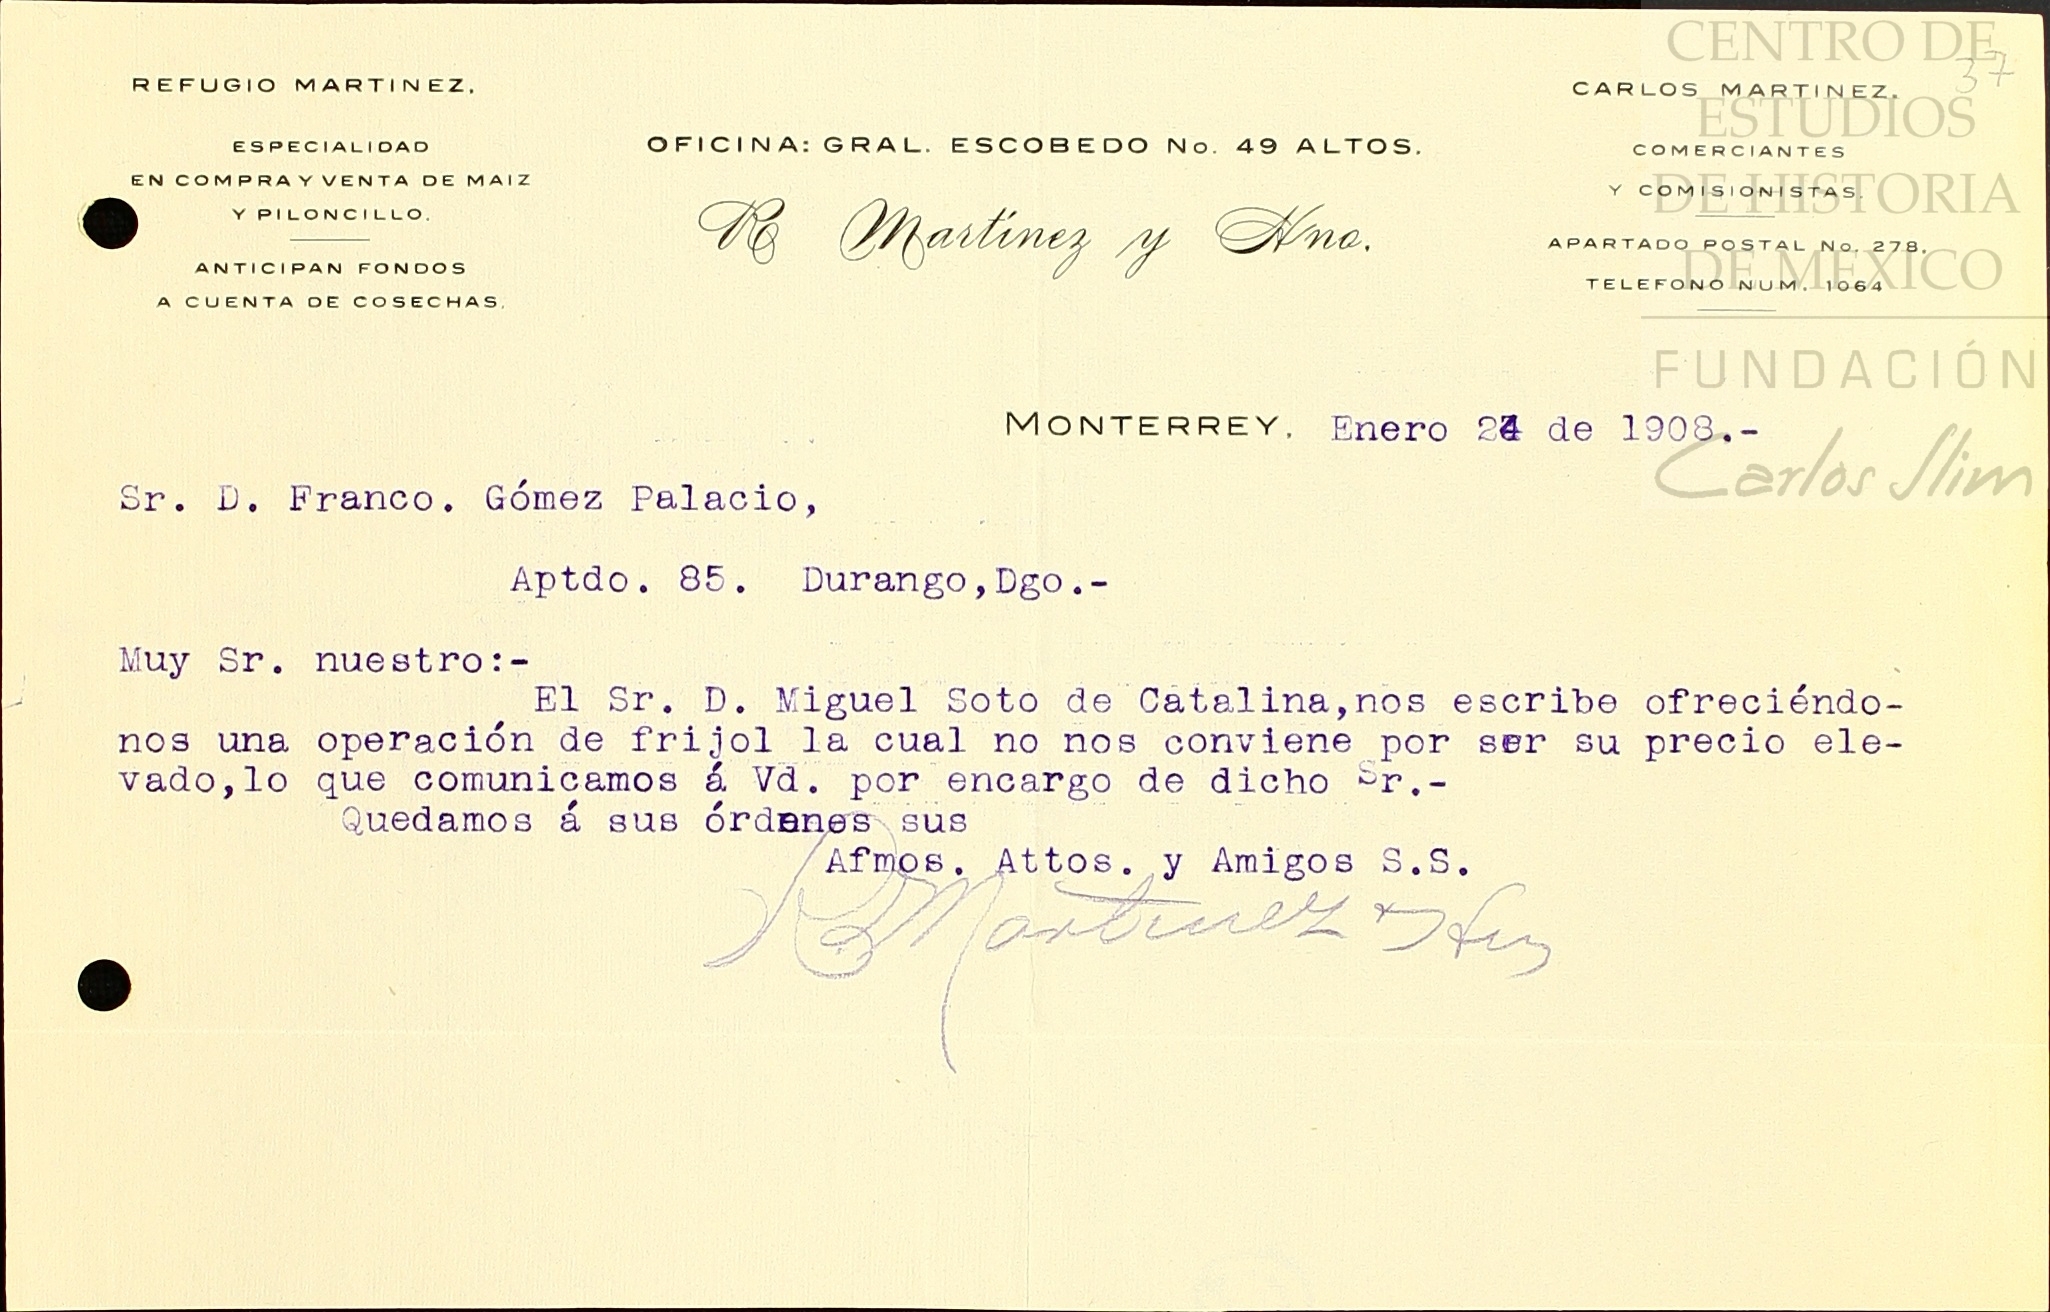 REFUGIO MARTINEZ.
ESPECIALIDAD
EN COMPRA Y VENTA DE MAIZ
Y PILONCILLO.
ANTICIPAN FONDOS
A CUENTA DE COSECHAS.
OFICINA: GRAL. ESCOBEDO No. 49 ALTOS.
R Martínez y Hno.
CARLOS MARTINEZ.
COMERCIANTES
Y COMISIONISTAS.
APARTADO POSTAL No. 278.
TELEFONO NUM. 1064
37
CENTRO DE
ESTUDIOS
DE HISTORIA
DE MEXICO
FUNDACIÓN
Carlos Slim
MONTERREY. Enero de 1908.-
Sr. D. Franco. Gómez Palacio,
Aptdo. 85. Durango,Dgo.-
Muy Sr. nuestro:-
El Sr. D. Miguel Soto de Catalina,nos escribe ofreciéndo-
nos una operación de frijol la cual no nos conviene por ser su precio ele-
vado,lo que comunicamos á Vd. por encargo de dicho Sr.-
Quedamos á sus órdenes sus
Afmos. Attos. y Amigos S.S.
R Martinez y Hno